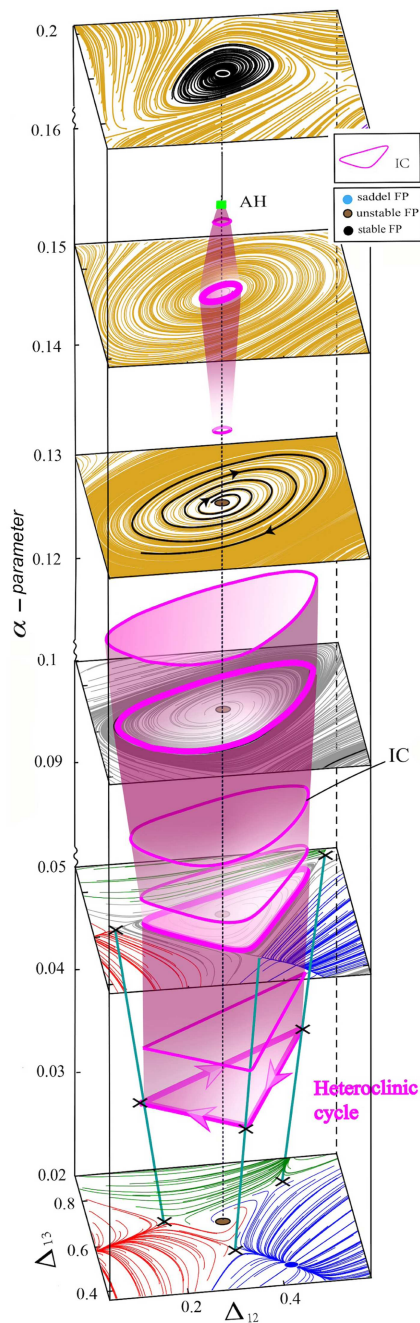 0.2
0.16
IC
saddel FP
unstable FP
stable FP
AH
0.15
0.14
0.13
0.12
α – parameter
0.1
0.09
IC
0.05
0.04
0.03
Heteroclinic
cycle
0.02
0.8
0.6
0.4
Δ13
0.2
0.4
Δ12